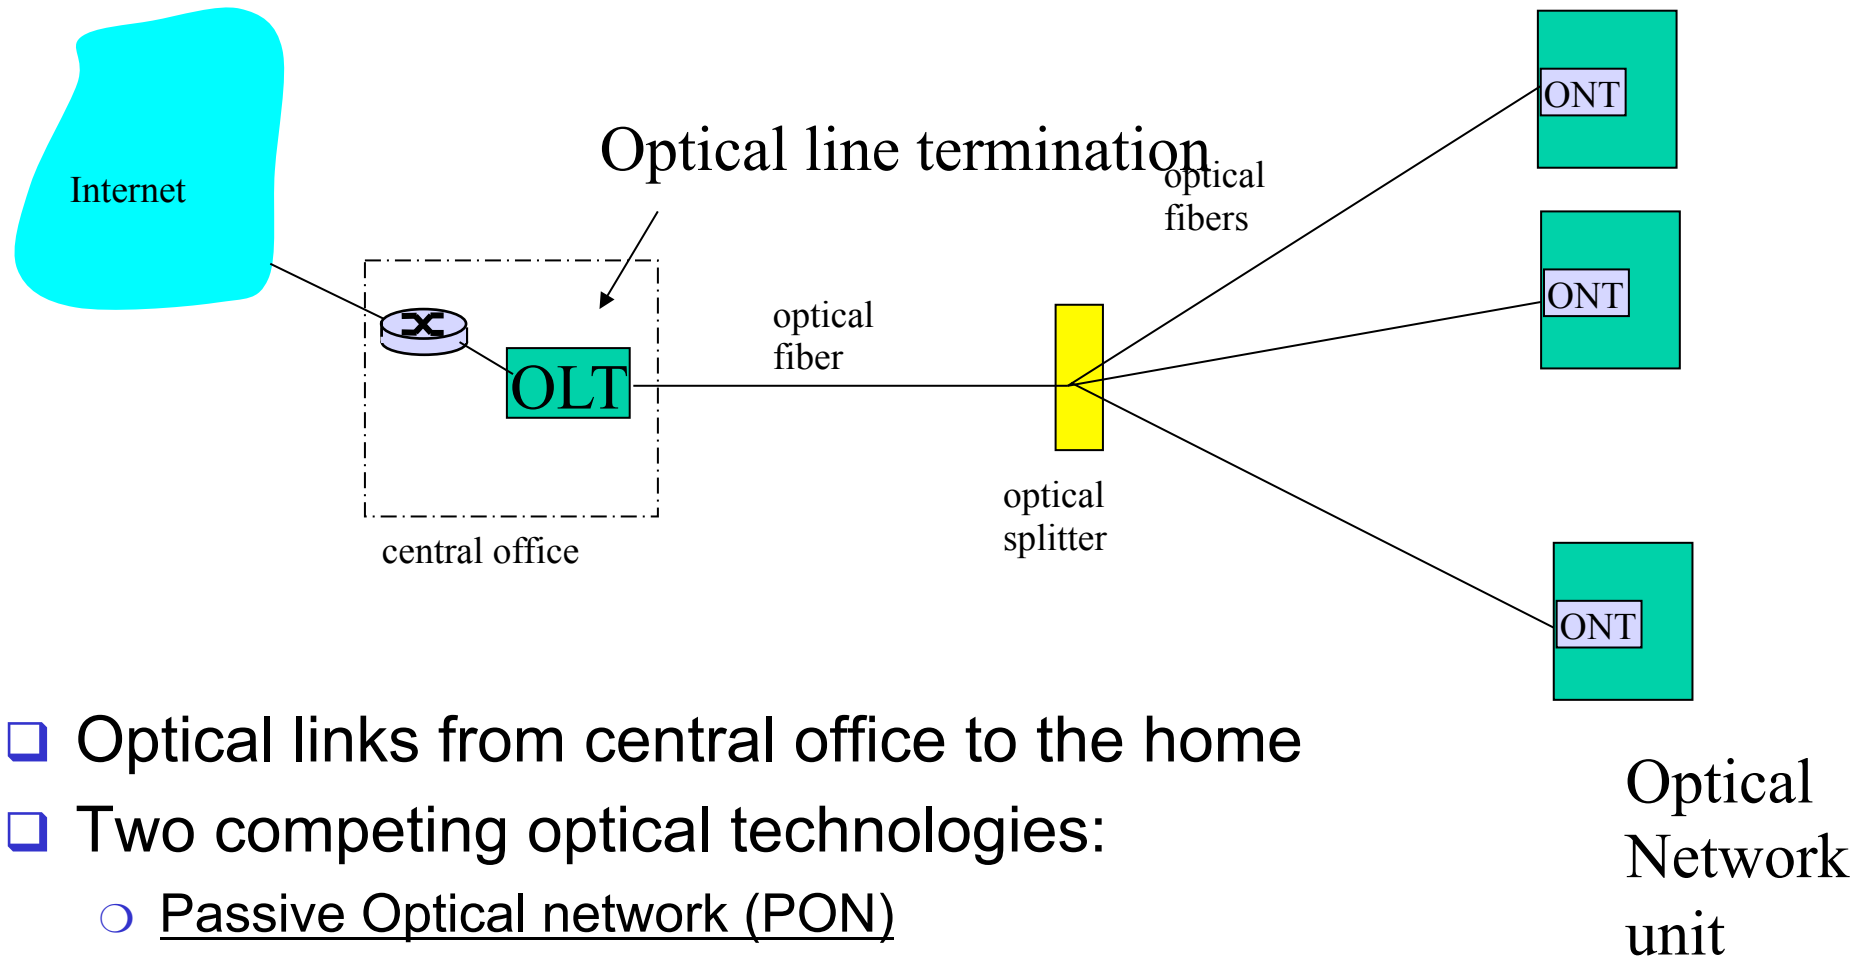 ONT
Optical line termination
optical
fibers
Internet
ONT
optical
fiber
OLT
optical
splitter
central office
ONT
Optical links from central office to the home
Two competing optical technologies:
Passive Optical network (PON)
Optical
Network
unit